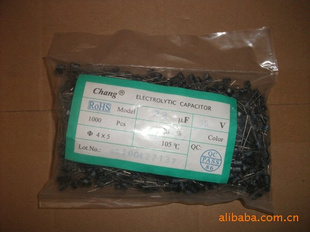 Chang ®
ELECTROLYTIC CAPACITOR
RoHS Model μF V
1000 Pcs % Color
Φ 4×5 105℃ QC:
Lot.No.:
QC
PASS
alibaba.com.cn